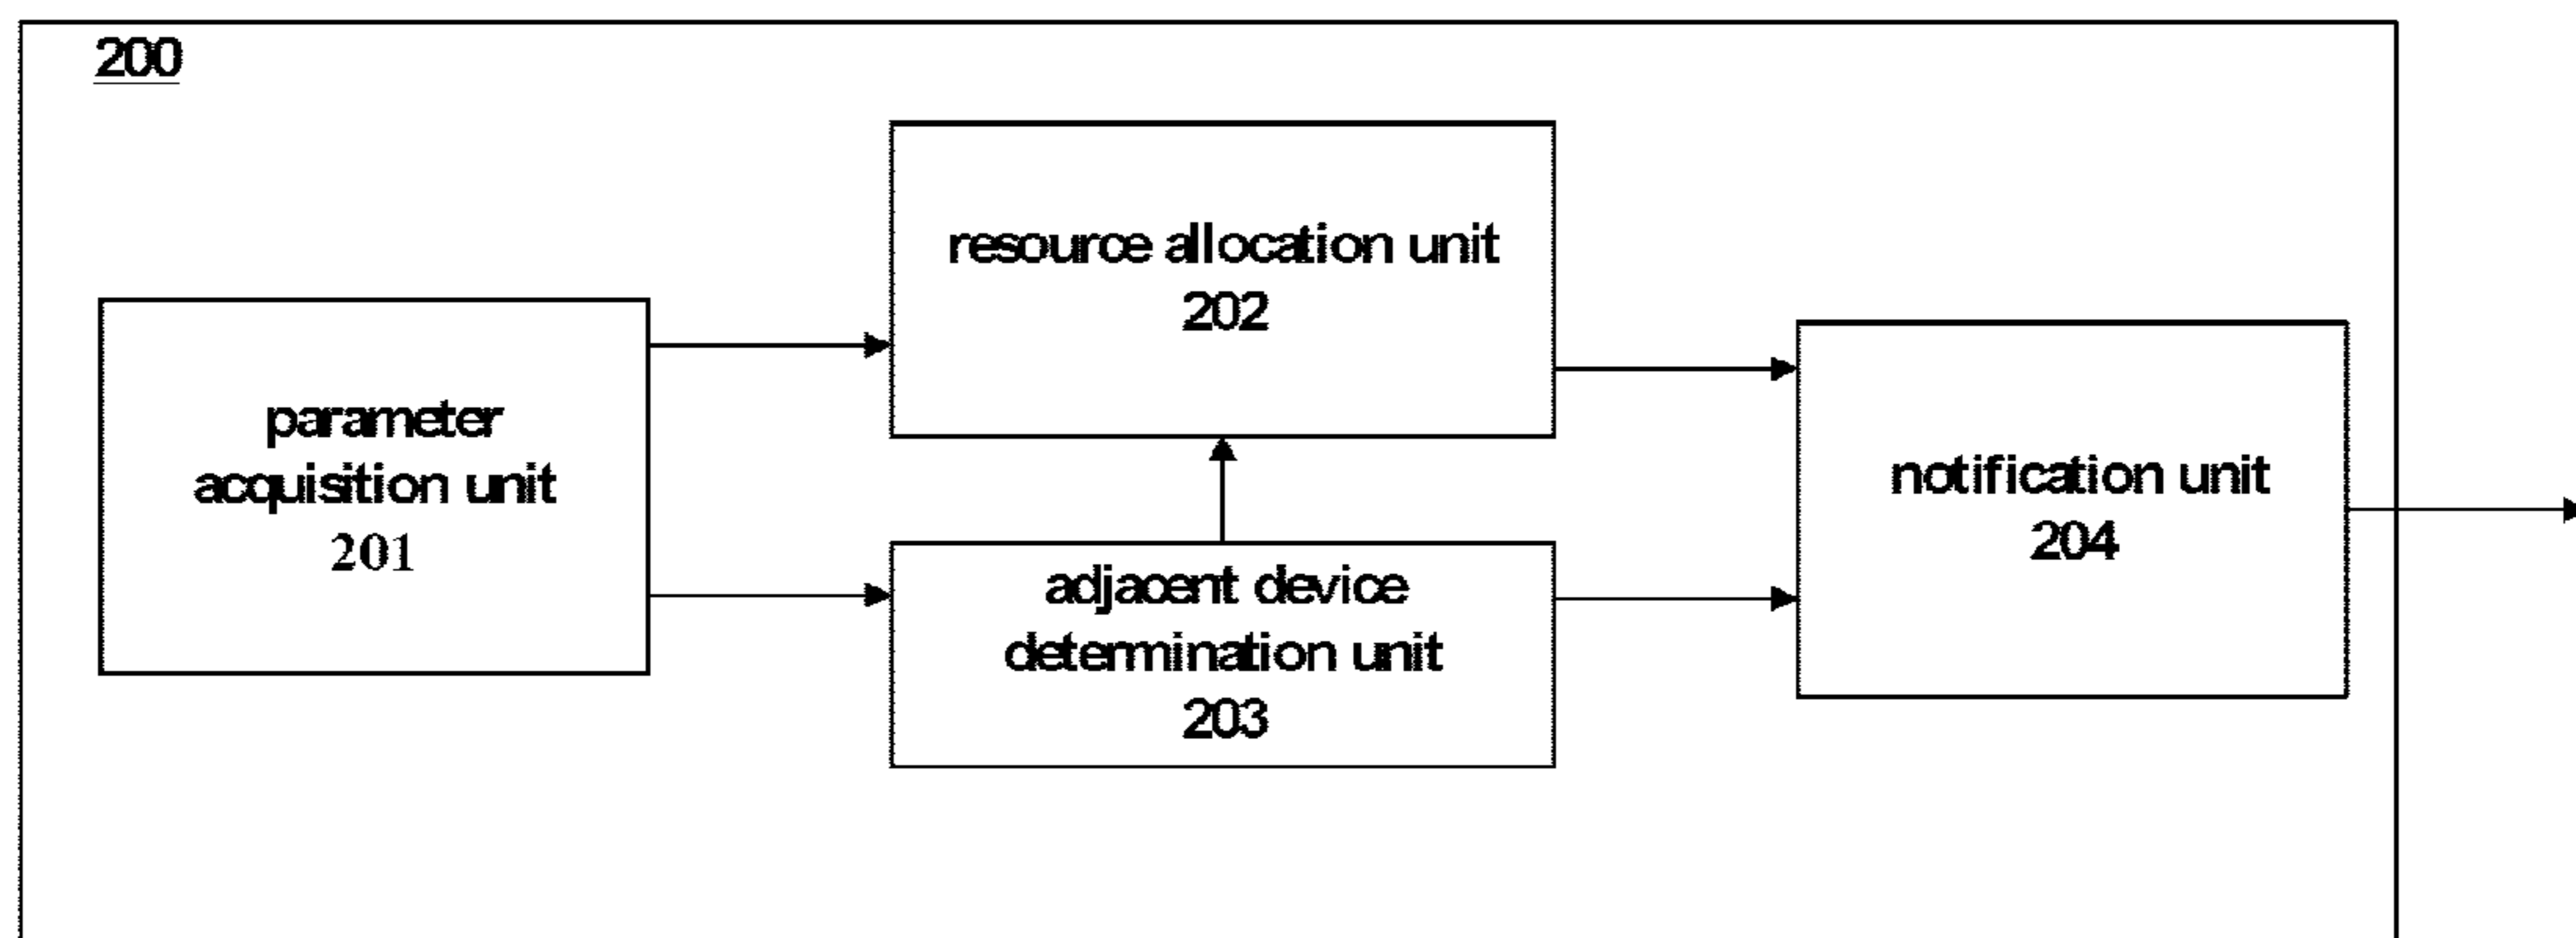 200
resource allocation unit
202
parameter
acquisition unit
201
adjacent device
determination unit
203
notification unit
204